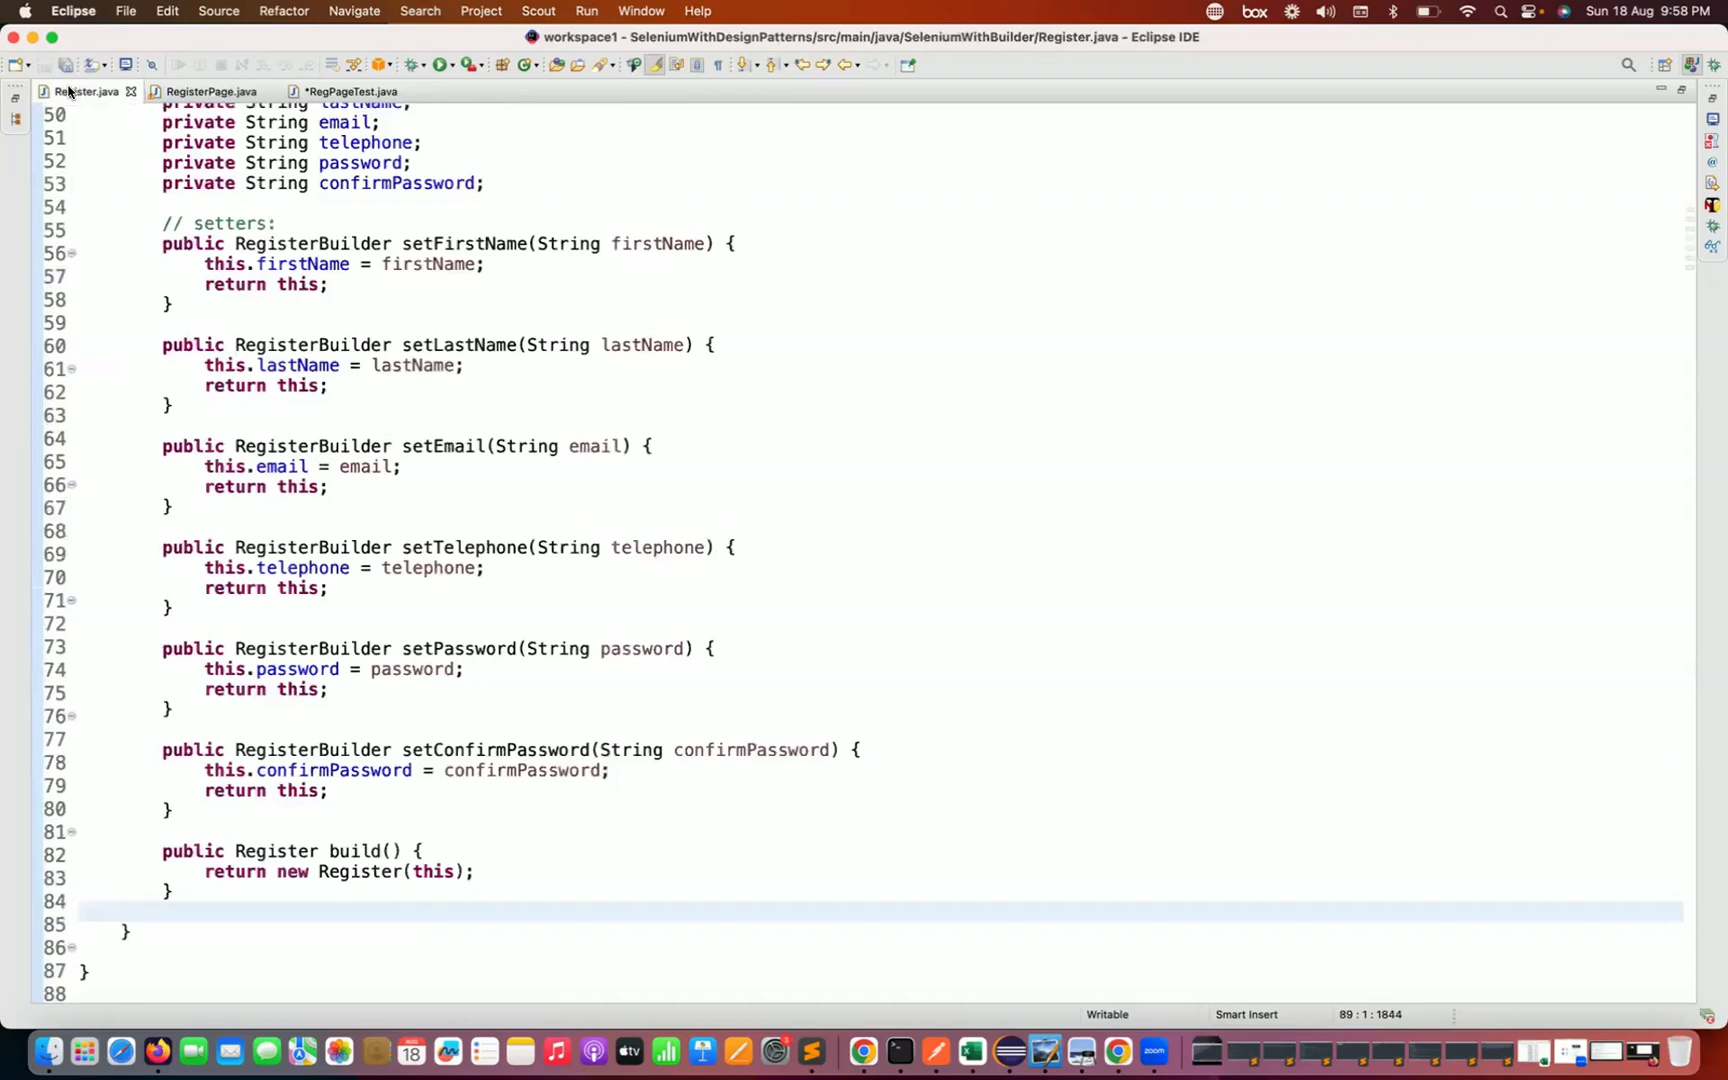 Eclipse File Edit Source Refactor Navigate Search Project Scout Run Window Help box Sun 18 Aug 9:58 PM
workspace1 - SeleniumWithDesignPatterns/src/main/java/SeleniumWithBuilder/Register.java - Eclipse IDE
Register.java RegisterPage.java *RegPageTest.java
private String lastName;
50 private String email;
51 private String telephone;
52 private String password;
53 private String confirmPassword;
54
55 // setters:
56 public RegisterBuilder setFirstName(String firstName) {
57 this.firstName = firstName;
58 return this;
59 }
60 public RegisterBuilder setLastName(String lastName) {
61 this.lastName = lastName;
62 return this;
63 }
64 public RegisterBuilder setEmail(String email) {
65 this.email = email;
66 return this;
67 }
68
69 public RegisterBuilder setTelephone(String telephone) {
70 this.telephone = telephone;
71 return this;
72 }
73 public RegisterBuilder setPassword(String password) {
74 this.password = password;
75 return this;
76 }
77 public RegisterBuilder setConfirmPassword(String confirmPassword) {
78 this.confirmPassword = confirmPassword;
79 return this;
80 }
81
82 public Register build() {
83 return new Register(this);
84 }
85 }
86
87 }
88
Writable Smart Insert 89 : 1 : 1844
18
zoom